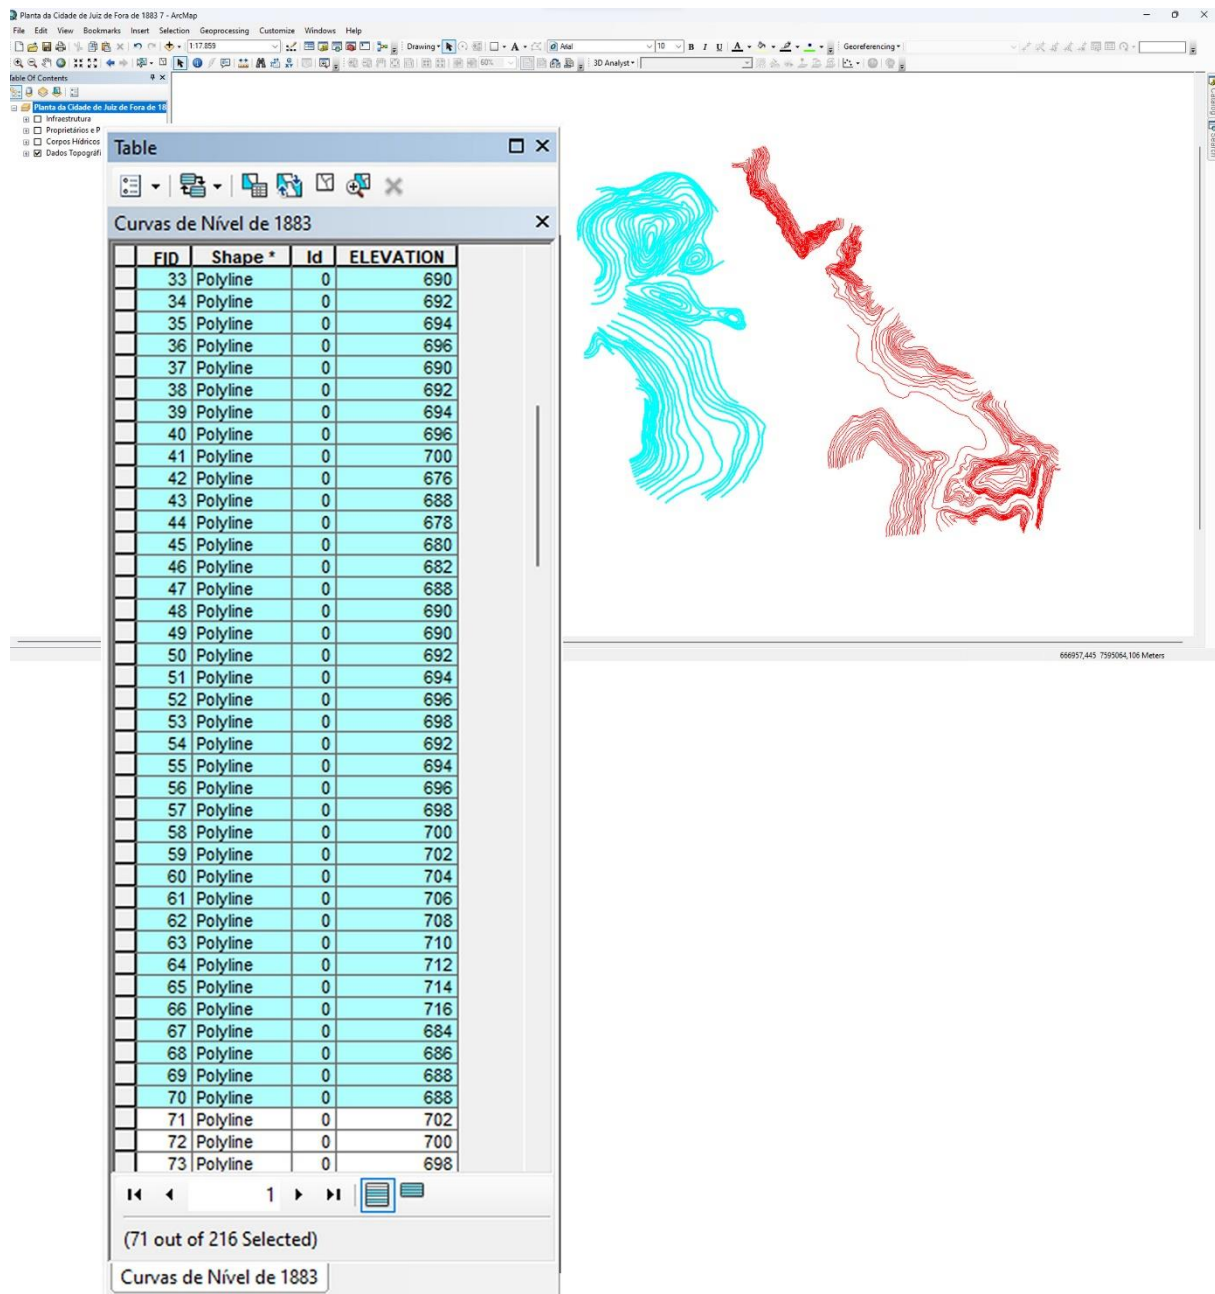 Planta da Cidade de Juiz de Fora de 1883 7 - ArcMap
File Edit View Bookmarks Insert Selection Geoprocessing Customize Windows Help
1:17.859 Drawing Arial 10 B I U A Georeferencing
60% 3D Analyst
Table Of Contents
Planta da Cidade de Juiz de Fora de 18
Infraestrutura
Proprietários e P
Corpos Hídricos
Dados Topográfi
Catalog
Search
Table
Curvas de Nível de 1883
FID Shape * Id ELEVATION
33 Polyline 0 690
34 Polyline 0 692
35 Polyline 0 694
36 Polyline 0 696
37 Polyline 0 690
38 Polyline 0 692
39 Polyline 0 694
40 Polyline 0 696
41 Polyline 0 700
42 Polyline 0 676
43 Polyline 0 688
44 Polyline 0 678
45 Polyline 0 680
46 Polyline 0 682
47 Polyline 0 688
48 Polyline 0 690
49 Polyline 0 690
50 Polyline 0 692
51 Polyline 0 694
52 Polyline 0 696
53 Polyline 0 698
54 Polyline 0 692
55 Polyline 0 694
56 Polyline 0 696
57 Polyline 0 698
58 Polyline 0 700
59 Polyline 0 702
60 Polyline 0 704
61 Polyline 0 706
62 Polyline 0 708
63 Polyline 0 710
64 Polyline 0 712
65 Polyline 0 714
66 Polyline 0 716
67 Polyline 0 684
68 Polyline 0 686
69 Polyline 0 688
70 Polyline 0 688
71 Polyline 0 702
72 Polyline 0 700
73 Polyline 0 698
1
(71 out of 216 Selected)
Curvas de Nível de 1883
666957,445 7595064,106 Meters